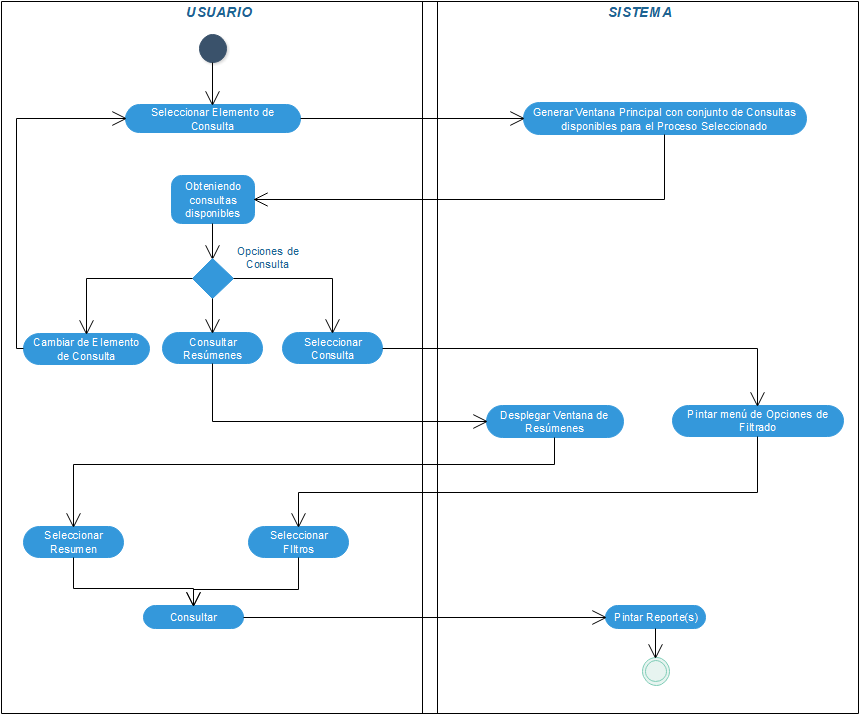 USUARIO
SISTEMA
Seleccionar Elemento de
Consulta
Generar Ventana Principal con conjunto de Consultas
disponibles para el Proceso Seleccionado
Obteniendo
consultas
disponibles
Opciones de
Consulta
Cambiar de Elemento
de Consulta
Consultar
Resúmenes
Seleccionar
Consulta
Desplegar Ventana de
Resúmenes
Pintar menú de Opciones de
Filtrado
Seleccionar
Resumen
Seleccionar
FIltros
Consultar
Pintar Reporte(s)